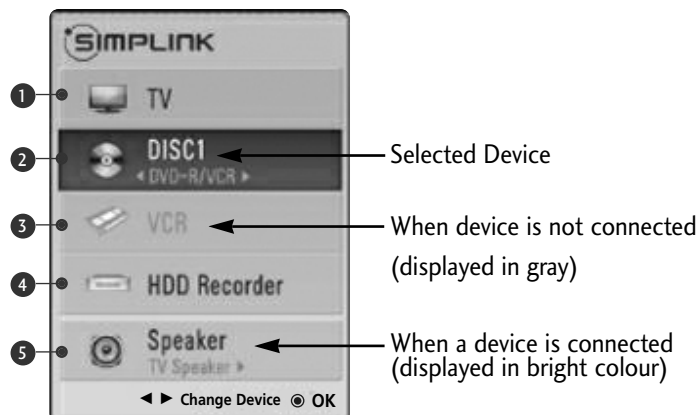 SIMPLINK
1 TV
2 DISC1
◄ DVD-R/VCR ►
Selected Device
3 VCR
When device is not connected
(displayed in gray)
4 HDD Recorder
5 Speaker
TV Speaker ►
When a device is connected
(displayed in bright colour)
◄ ► Change Device ◉ OK